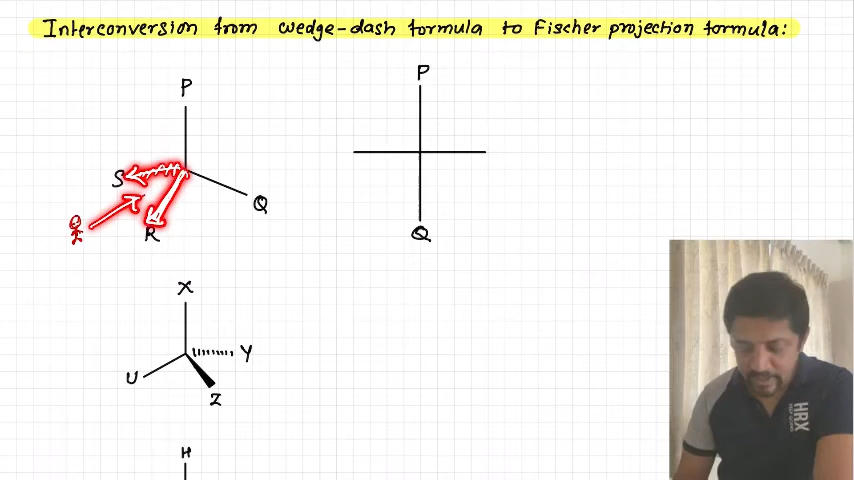 Interconversion from wedge-dash formula to Fischer projection formula:
P
P
S
Q
R
Q
X
Y
U
Z
H
HRX